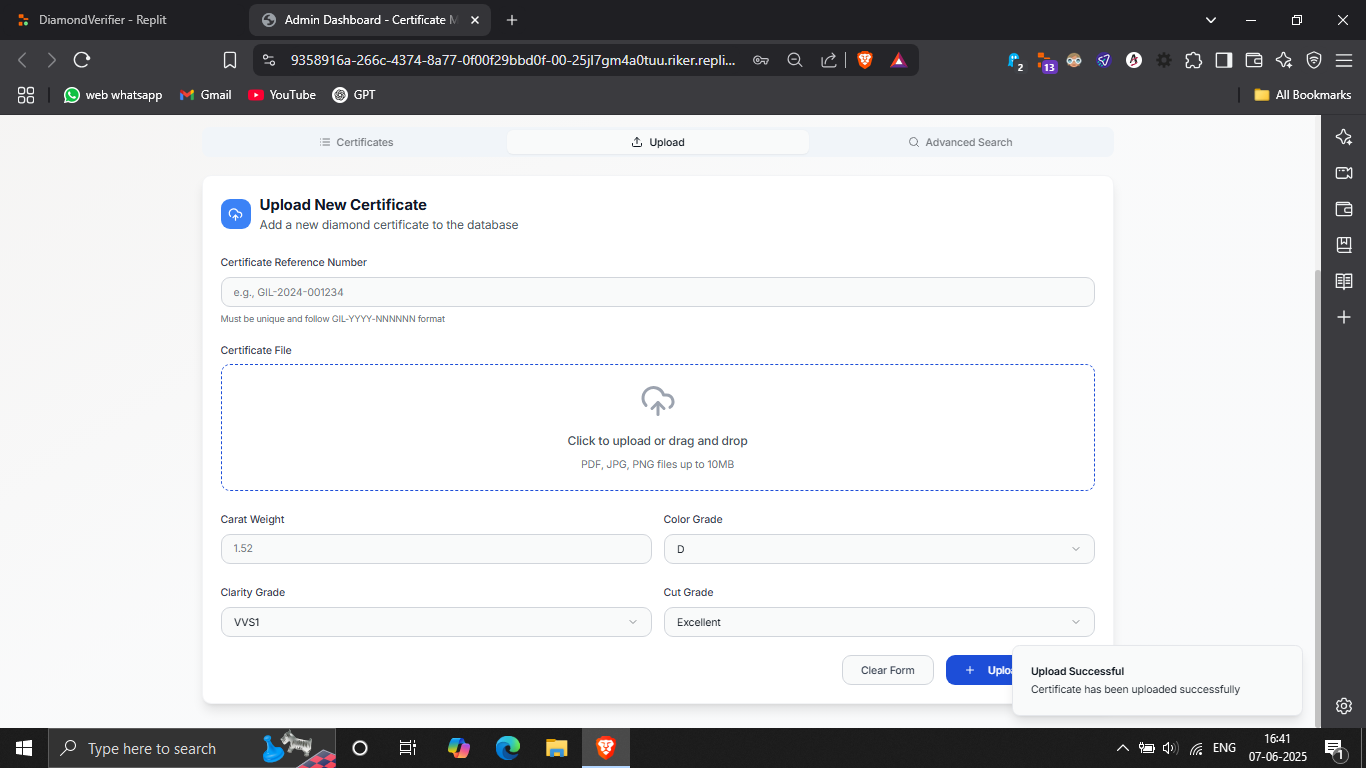 DiamondVerifier - Replit
Admin Dashboard - Certificate M
9358916a-266c-4374-8a77-0f00f29bbd0f-00-25jl7gm4a0tuu.riker.repli...
2
13
web whatsapp
Gmail
YouTube
GPT
All Bookmarks
Certificates
Upload
Advanced Search
Upload New Certificate
Add a new diamond certificate to the database
Certificate Reference Number
e.g., GIL-2024-001234
Must be unique and follow GIL-YYYY-NNNNNN format
Certificate File
Click to upload or drag and drop
PDF, JPG, PNG files up to 10MB
Carat Weight
Color Grade
1.52
D
Clarity Grade
Cut Grade
VVS1
Excellent
Clear Form
Uplo
Upload Successful
Certificate has been uploaded successfully
Type here to search
ENG
16:41
07-06-2025
1